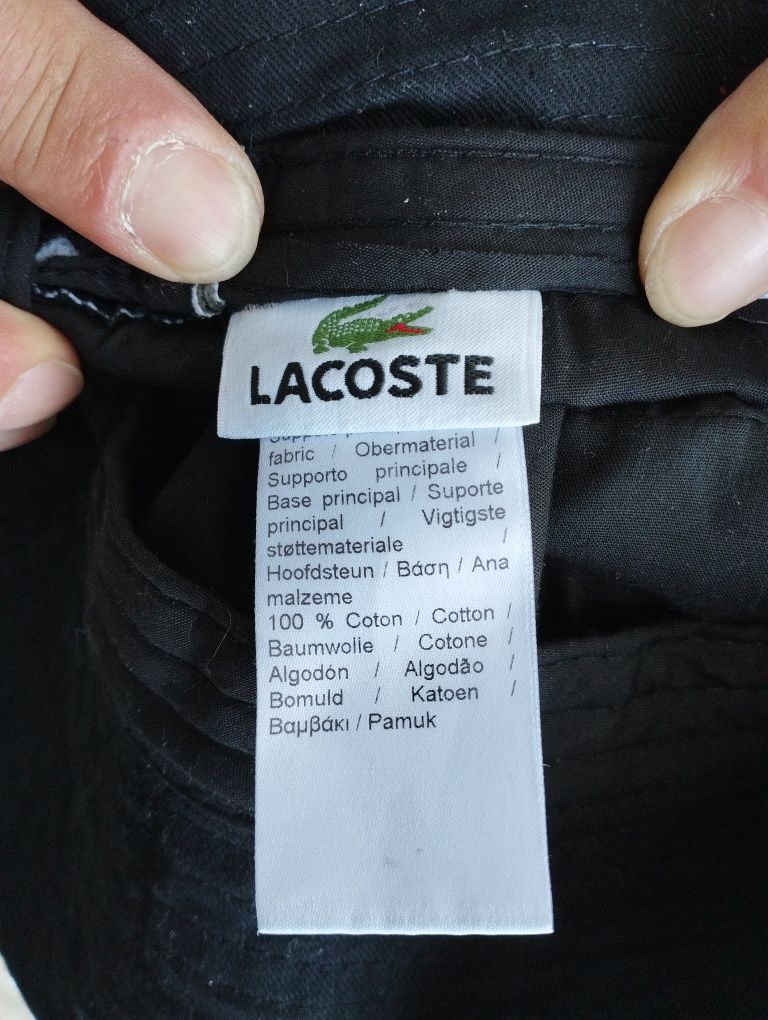 LACOSTE
fabric / Obermaterial /
Supporto principale /
Base principal / Suporte
principal / Vigtigste
støttemateriale /
Hoofdsteun / Βάση / Ana
malzeme
100 % Coton / Cotton /
Baumwolle / Cotone /
Algodón / Algodão /
Bomuld / Katoen /
Βαμβάκι / Pamuk